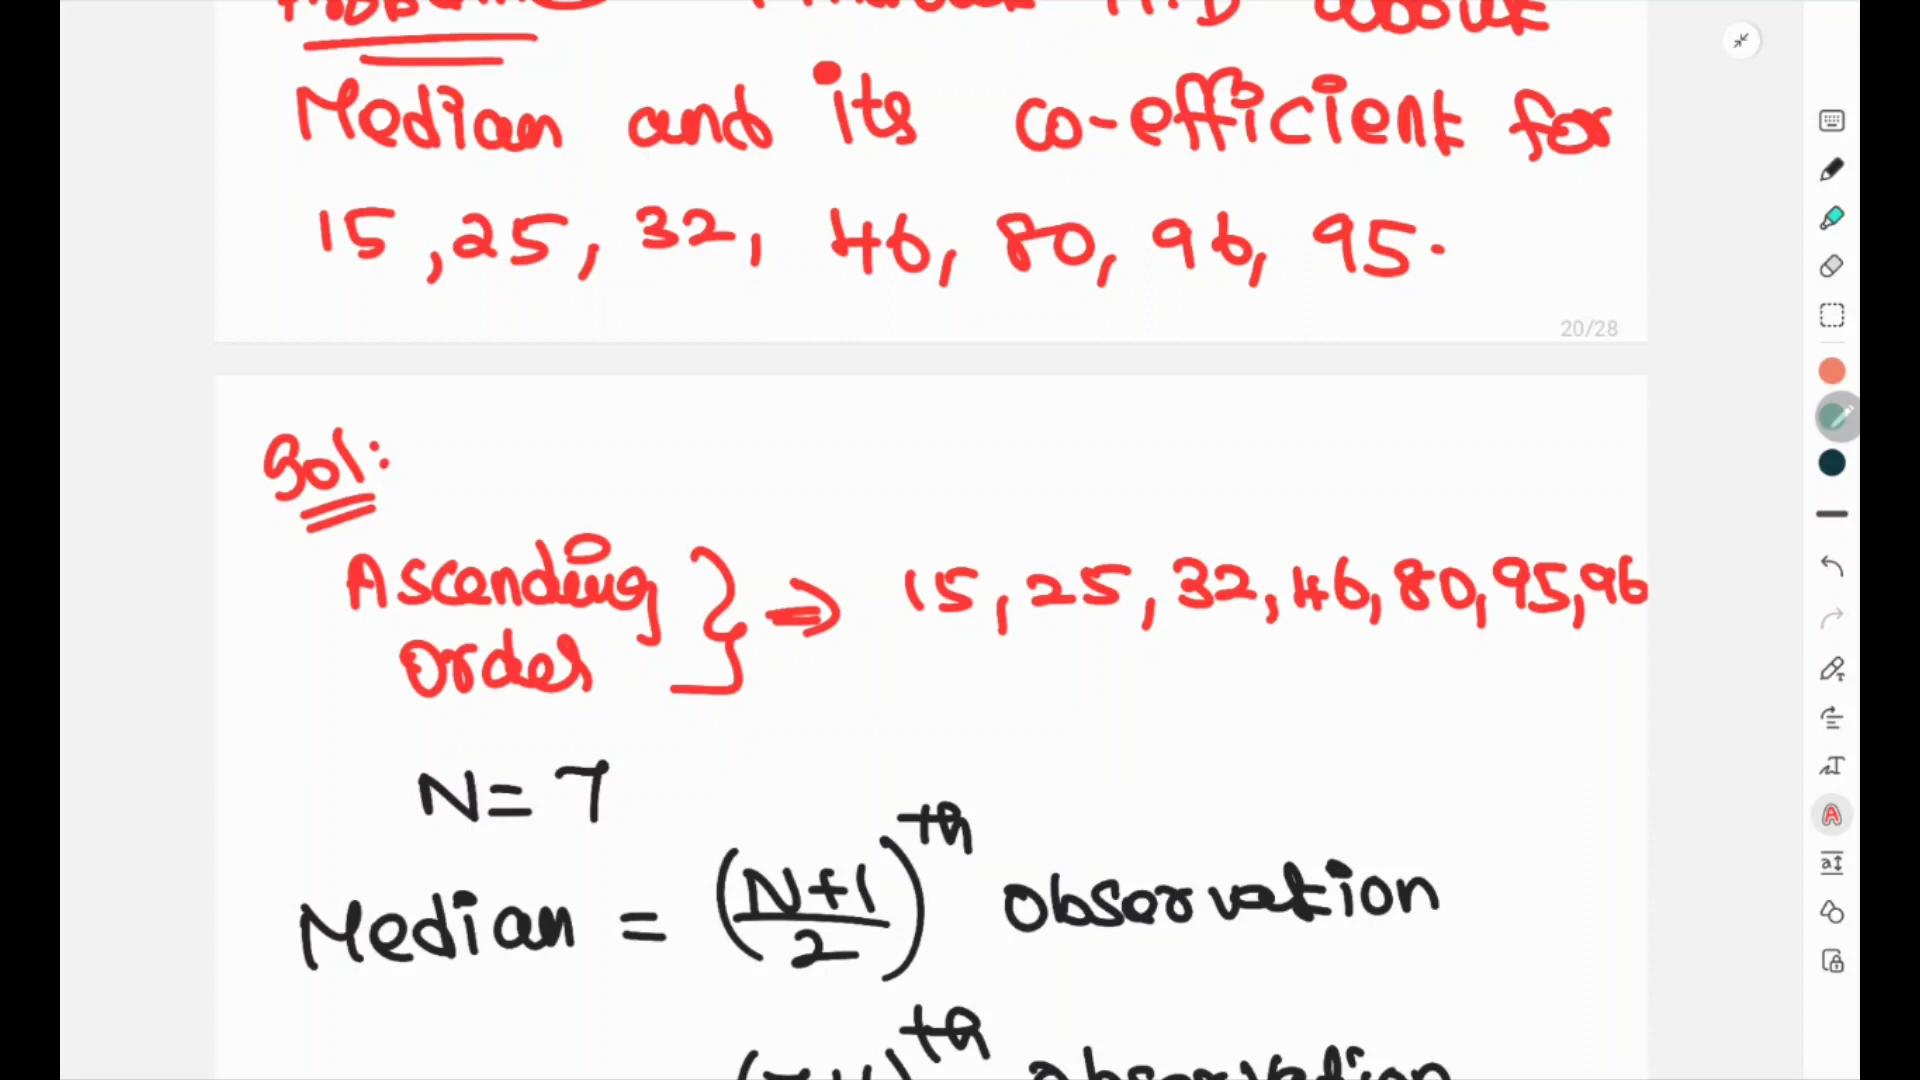 Median and its co-efficient for
15, 25, 32, 46, 80, 96, 95.
20/28
Sol:
Ascending
order } ⇒ 15, 25, 32, 46, 80, 95, 96
N = 7
Median = (N+1/2)th observation
th